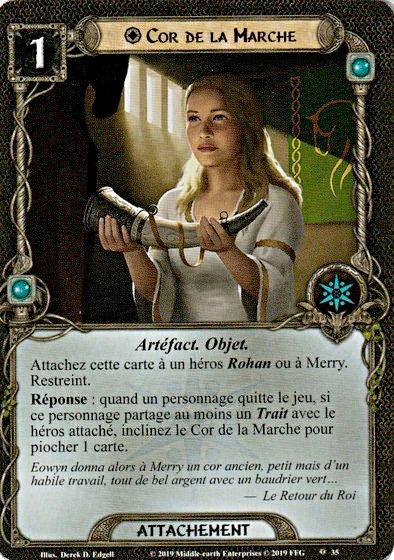 1
COR DE LA MARCHE
Artéfact. Objet.
Attachez cette carte à un héros Rohan ou à Merry.
Restreint.
Réponse : quand un personnage quitte le jeu, si
ce personnage partage au moins un Trait avec le
héros attaché, inclinez le Cor de la Marche pour
piocher 1 carte.
Eowyn donna alors à Merry un cor ancien, petit mais d'un
habile travail, tout de bel argent avec un baudrier vert…
— Le Retour du Roi
ATTACHEMENT
Illus. Derek D. Edgell © 2019 Middle-earth Enterprises © 2019 FFG 35